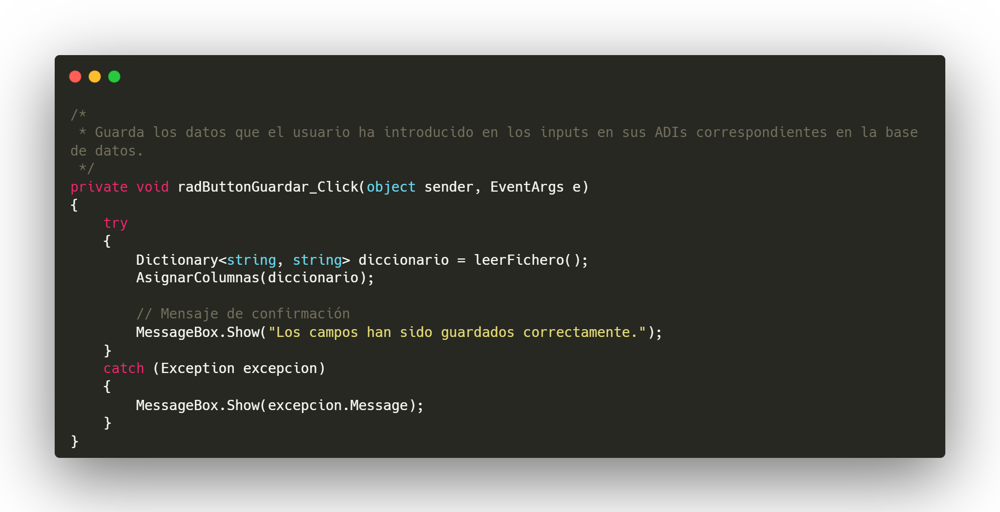 /*
 * Guarda los datos que el usuario ha introducido en los inputs en sus ADIs correspondientes en la base
de datos.
 */
private void radButtonGuardar_Click(object sender, EventArgs e)
{
    try
    {
        Dictionary<string, string> diccionario = leerFichero();
        AsignarColumnas(diccionario);

        // Mensaje de confirmación
        MessageBox.Show("Los campos han sido guardados correctamente.");
    }
    catch (Exception excepcion)
    {
        MessageBox.Show(excepcion.Message);
    }
}